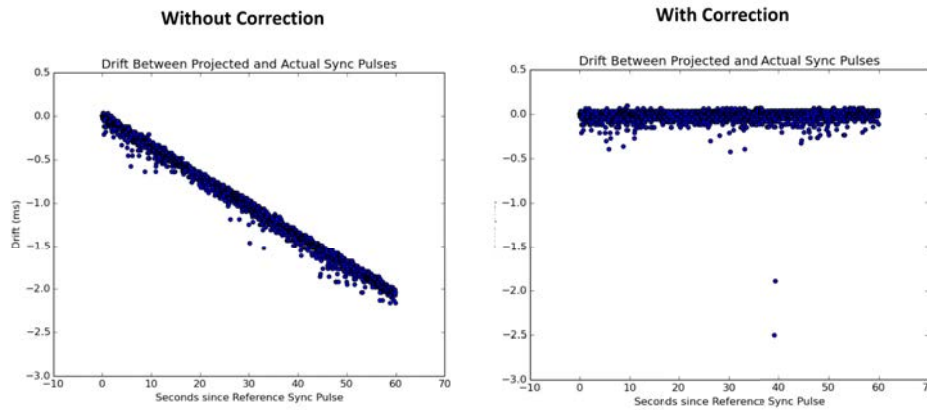 Without Correction
Drift Between Projected and Actual Sync Pulses
0.5
0.0
−0.5
−1.0
−1.5
−2.0
−2.5
−3.0
Drift (ms)
−10 0 10 20 30 40 50 60 70
Seconds since Reference Sync Pulse
With Correction
Drift Between Projected and Actual Sync Pulses
0.5
0.0
−0.5
−1.0
−1.5
−2.0
−2.5
−3.0
−10 0 10 20 30 40 50 60 70
Seconds since Reference Sync Pulse